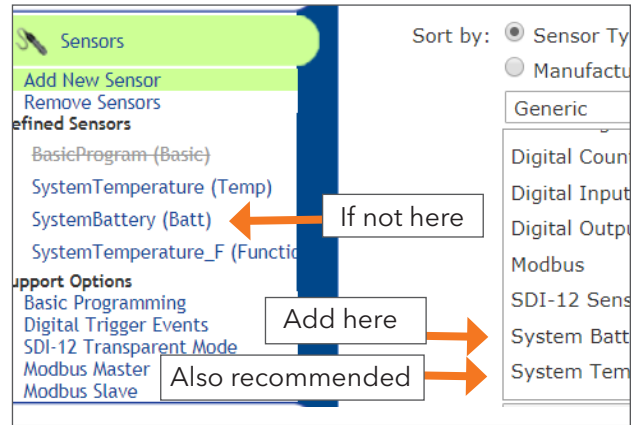 Sensors
Add New Sensor
Remove Sensors
efined Sensors
BasicProgram (Basic)
SystemTemperature (Temp)
SystemBattery (Batt)
SystemTemperature_F (Functio
upport Options
Basic Programming
Digital Trigger Events
SDI-12 Transparent Mode
Modbus Master
Modbus Slave
If not here
Add here
Also recommended
Sort by: Sensor Ty
Manufactu
Generic
Digital Coun
Digital Input
Digital Outpu
Modbus
SDI-12 Sens
System Batt
System Tem